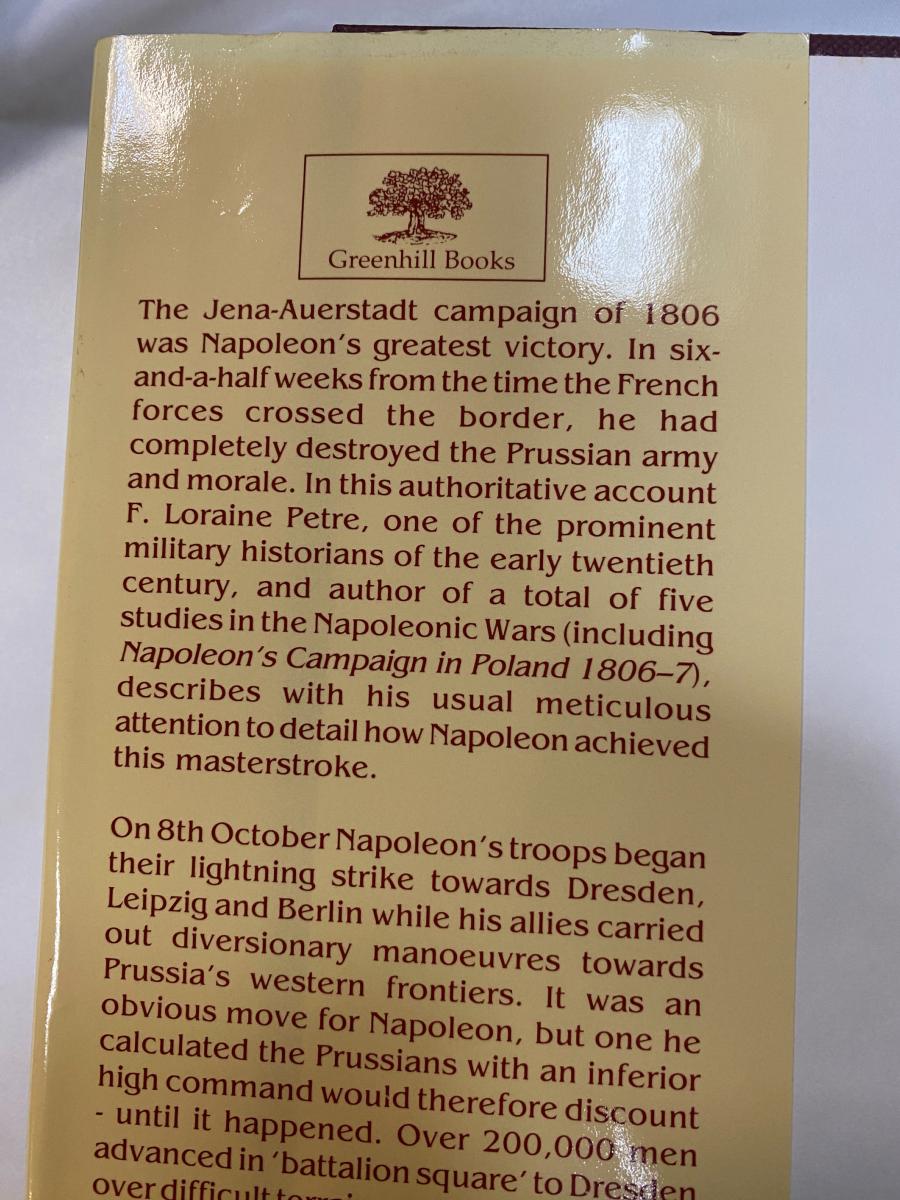 Greenhill Books
The Jena-Auerstadt campaign of 1806
was Napoleon's greatest victory. In six-
and-a-half weeks from the time the French
forces crossed the border, he had
completely destroyed the Prussian army
and morale. In this authoritative account
F. Loraine Petre, one of the prominent
military historians of the early twentieth
century, and author of a total of five
studies in the Napoleonic Wars (including
Napoleon's Campaign in Poland 1806–7),
describes with his usual meticulous
attention to detail how Napoleon achieved
this masterstroke.
On 8th October Napoleon's troops began
their lightning strike towards Dresden,
Leipzig and Berlin while his allies carried
out diversionary manoeuvres towards
Prussia's western frontiers. It was an
obvious move for Napoleon, but one he
calculated the Prussians with an inferior
high command would therefore discount
- until it happened. Over 200,000 men
advanced in 'battalion square' to Dresden
over difficult